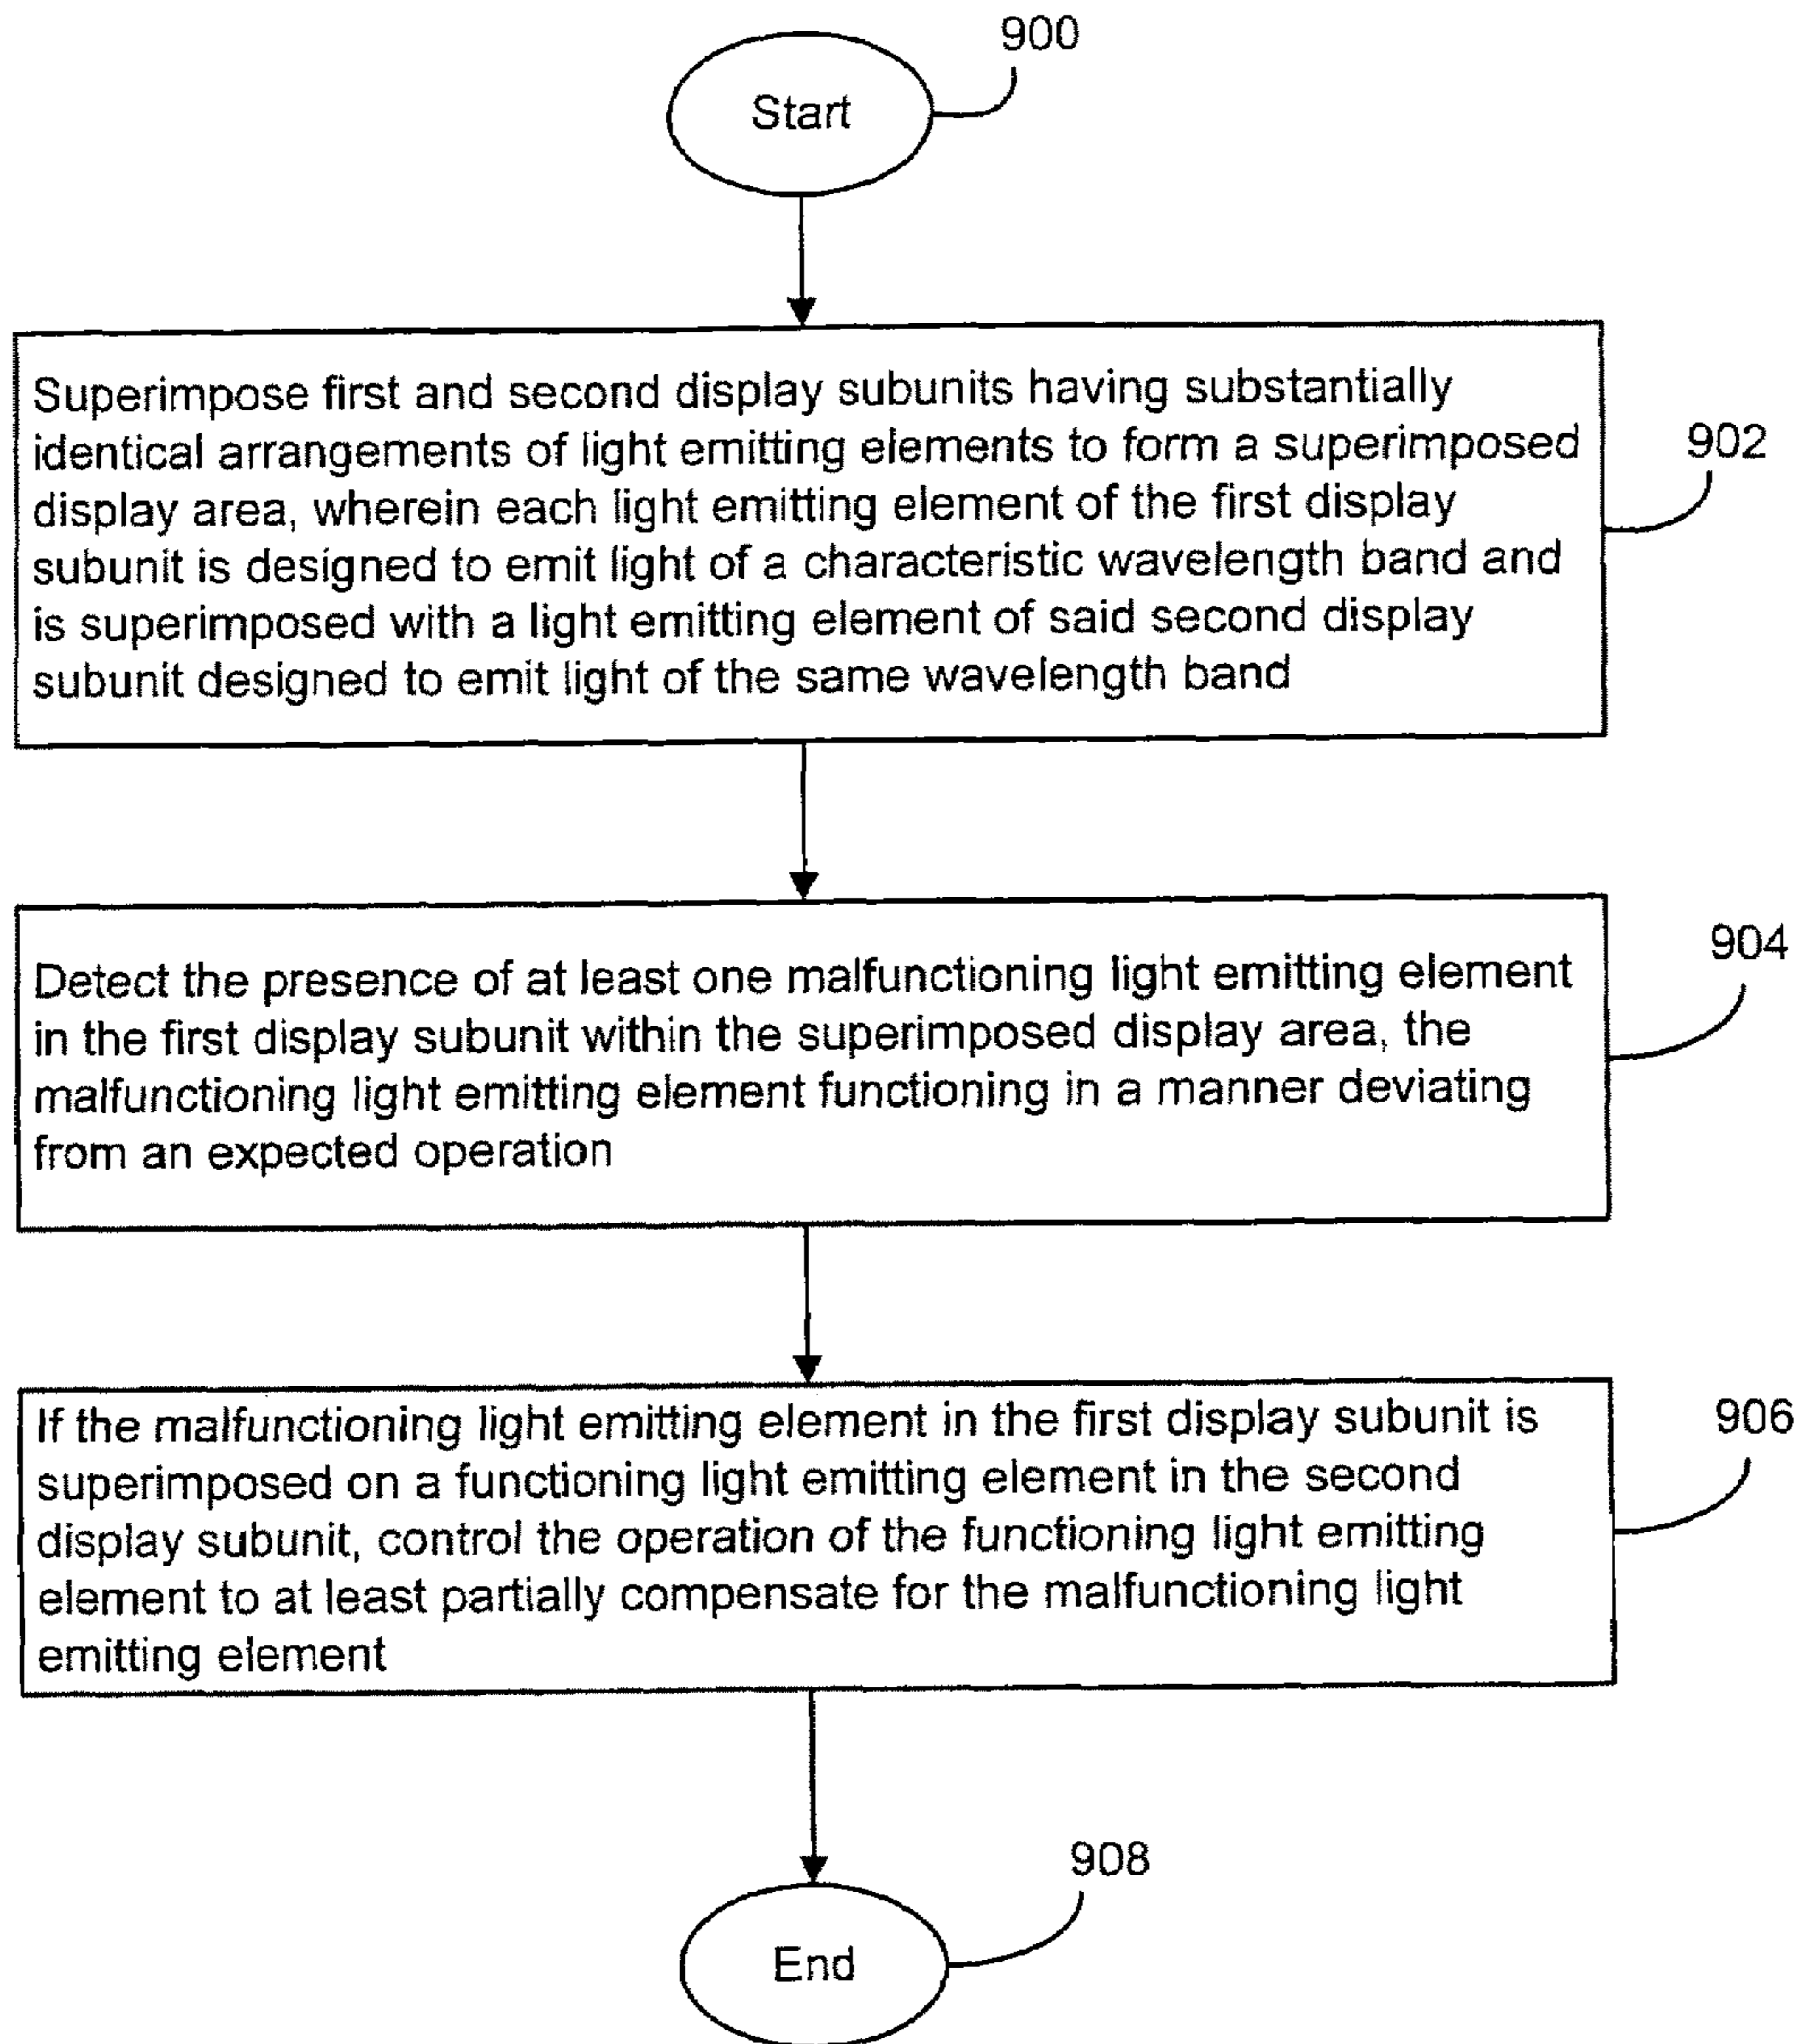 900
Start
Superimpose first and second display subunits having substantially
identical arrangements of light emitting elements to form a superimposed
display area, wherein each light emitting element of the first display
subunit is designed to emit light of a characteristic wavelength band and
is superimposed with a light emitting element of said second display
subunit designed to emit light of the same wavelength band
902
Detect the presence of at least one malfunctioning light emitting element
in the first display subunit within the superimposed display area, the
malfunctioning light emitting element functioning in a manner deviating
from an expected operation
904
If the malfunctioning light emitting element in the first display subunit is
superimposed on a functioning light emitting element in the second
display subunit, control the operation of the functioning light emitting
element to at least partially compensate for the malfunctioning light
emitting element
906
908
End